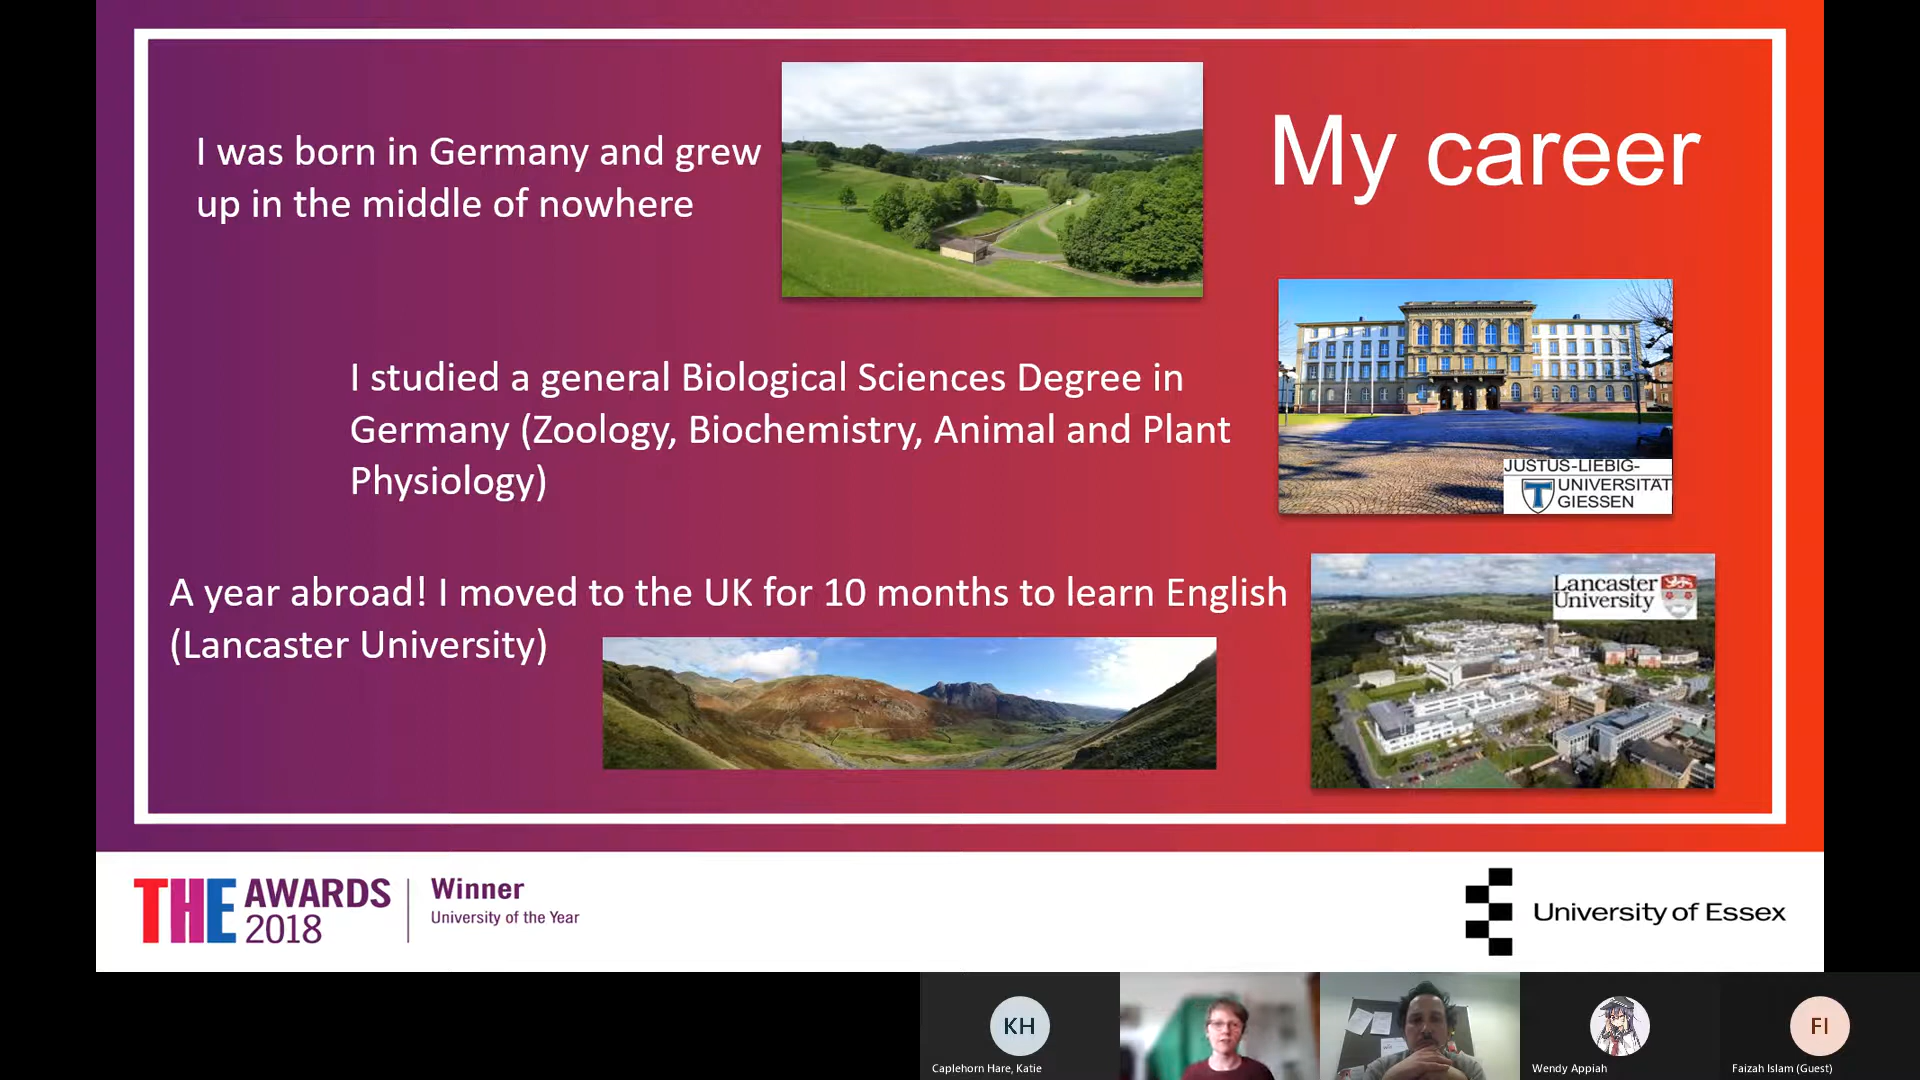 My career
I was born in Germany and grew
up in the middle of nowhere
I studied a general Biological Sciences Degree in
Germany (Zoology, Biochemistry, Animal and Plant
Physiology)
JUSTUS-LIEBIG-
UNIVERSITÄT
GIESSEN
A year abroad! I moved to the UK for 10 months to learn English
(Lancaster University)
Lancaster
University
THE AWARDS
2018
Winner
University of the Year
University of Essex
KH
Caplehorn Hare, Katie
Wendy Appiah
FI
Faizah Islam (Guest)